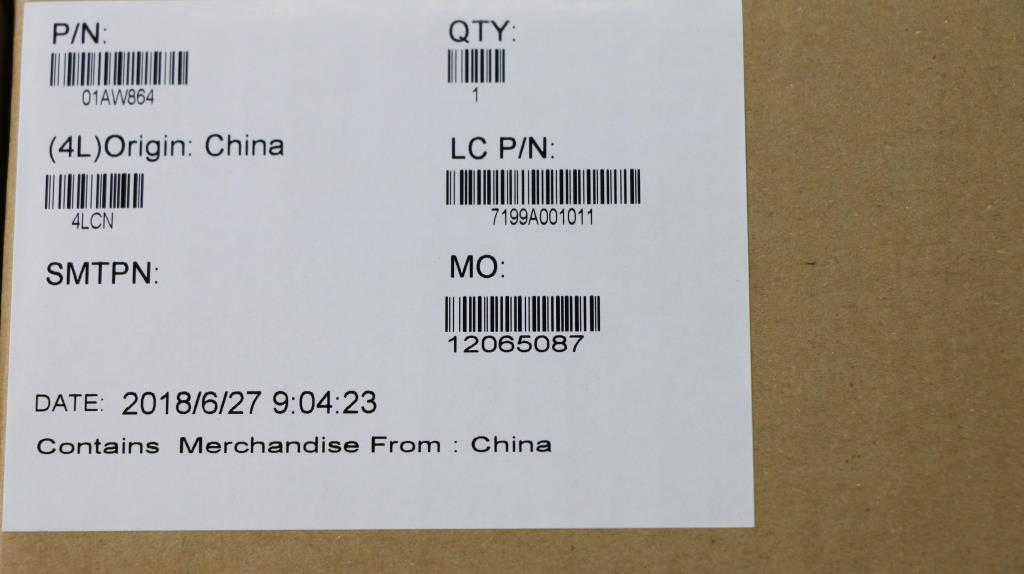 P/N:
01AW864
QTY:
1
(4L)Origin: China
4LCN
LC P/N:
7199A001011
SMTPN:
MO:
12065087
DATE: 2018/6/27 9:04:23
Contains Merchandise From : China